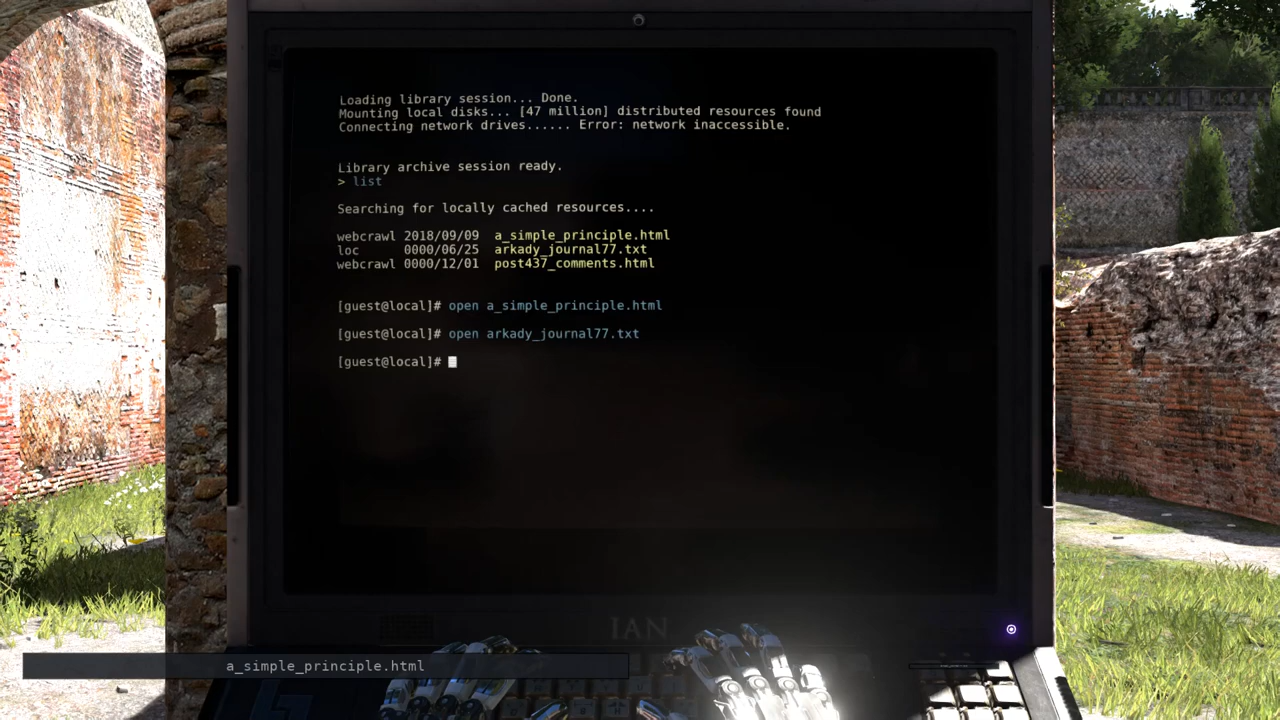 Loading library session... Done.
Mounting local disks... [47 million] distributed resources found
Connecting network drives...... Error: network inaccessible.
Library archive session ready.
> list
Searching for locally cached resources....
webcrawl 2018/09/09 a_simple_principle.html
loc 0000/06/25 arkady_journal77.txt
webcrawl 0000/12/01 post437_comments.html
[guest@local]# open a_simple_principle.html
[guest@local]# open arkady_journal77.txt
[guest@local]#
IAN
a_simple_principle.html